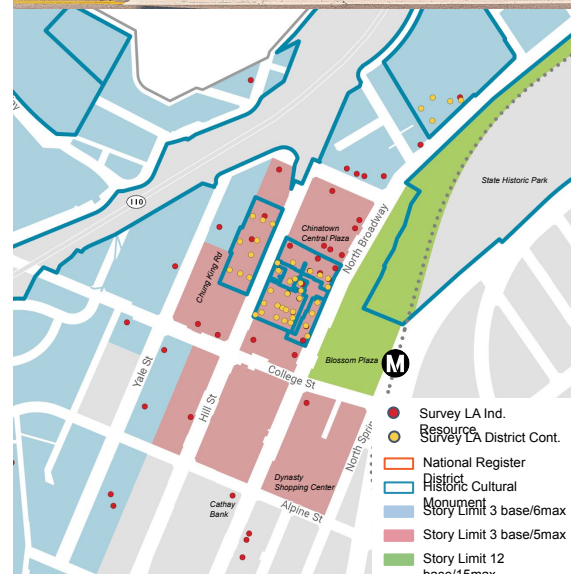 110
State Historic Park
Chinatown
Central Plaza
North Broadway
Chung King Rd
Blossom Plaza
M
Yale St
College St
Hill St
North Sprin
Dynasty
Shopping Center
Cathay
Bank
Alpine St
Survey LA Ind.
Resource
Survey LA District Cont.
National Register
District
Historic Cultural
Monument
Story Limit 3 base/6max
Story Limit 3 base/5max
Story Limit 12
base/15max